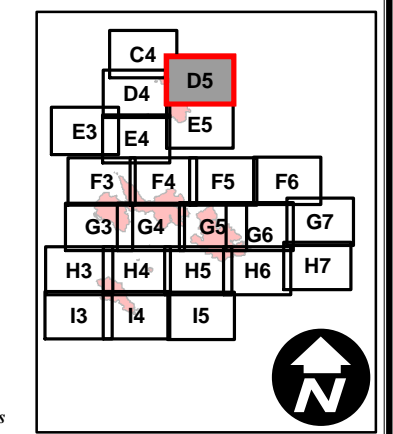 C4
D4 D5
E3 E4 E5
F3 F4 F5 F6
G3 G4 G5 G6 G7
H3 H4 H5 H6 H7
I3 I4 I5
N
s